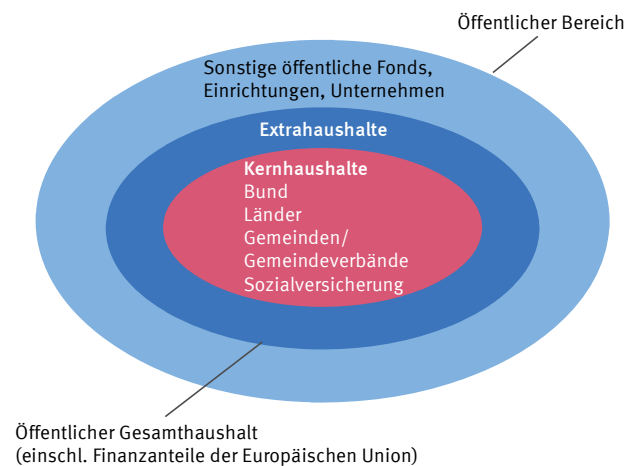 Öffentlicher Bereich
Sonstige öffentliche Fonds,
Einrichtungen, Unternehmen
Extrahaushalte
Kernhaushalte
Bund
Länder
Gemeinden/
Gemeindeverbände
Sozialversicherung
Öffentlicher Gesamthaushalt
(einschl. Finanzanteile der Europäischen Union)